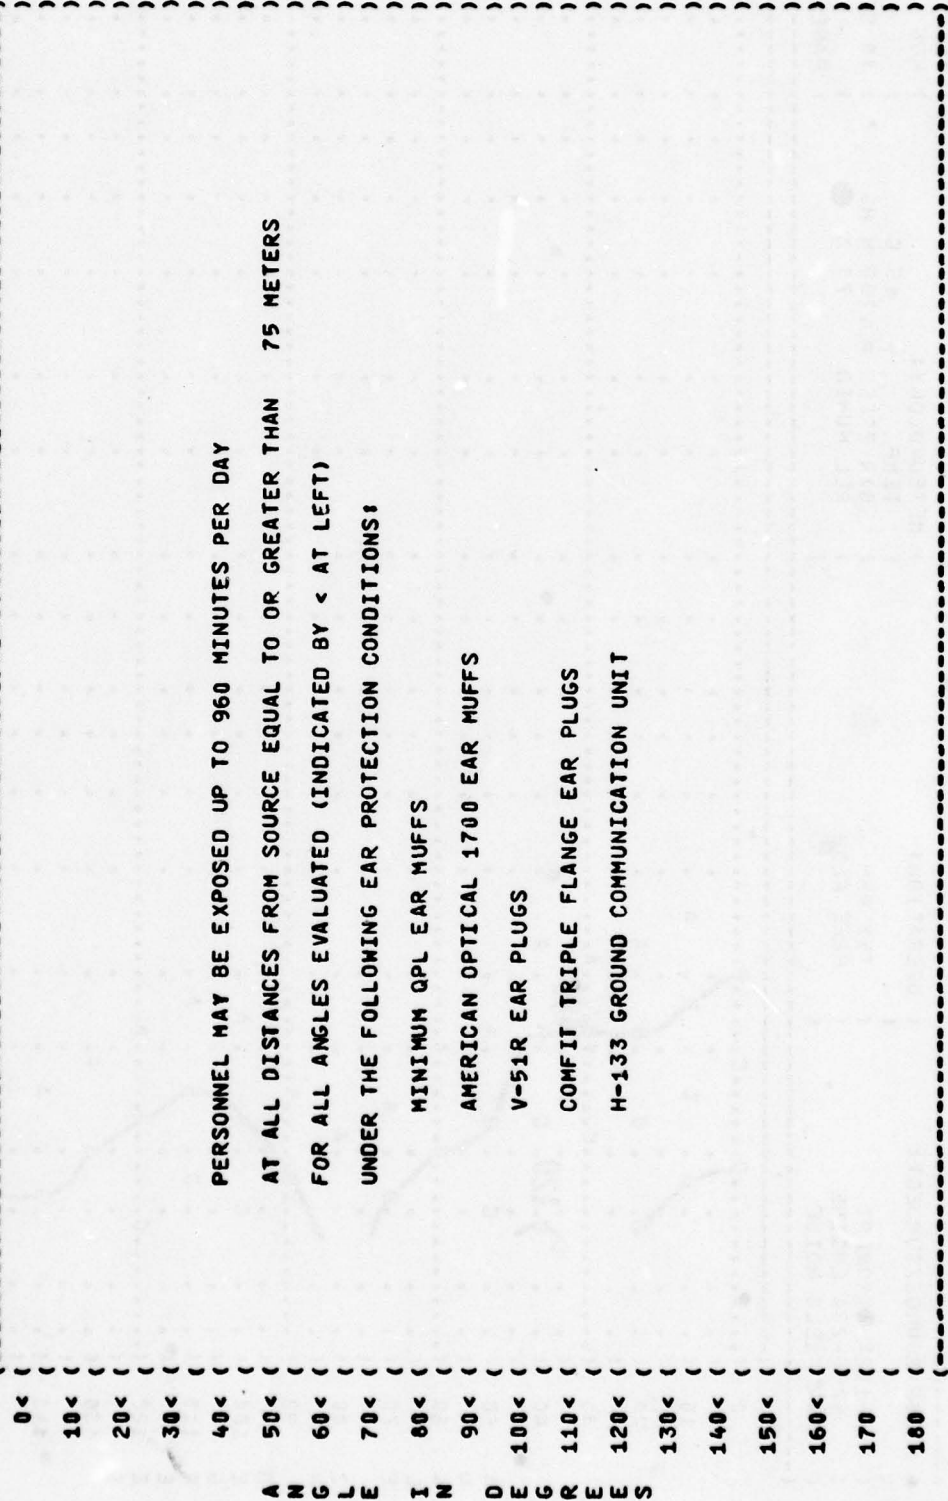 0< (
10< (
20< (
30< (
40< (
A 50< (
N
G 60< (
L
E 70< (
I 80< (
N
90< (
D
E 100< (
G
R 110< (
E
E 120< (
S
130< (
140< (
150< (
160< (
170 (
180 (
PERSONNEL MAY BE EXPOSED UP TO 960 MINUTES PER DAY
AT ALL DISTANCES FROM SOURCE EQUAL TO OR GREATER THAN 75 METERS
FOR ALL ANGLES EVALUATED (INDICATED BY < AT LEFT)
UNDER THE FOLLOWING EAR PROTECTION CONDITIONS:
MINIMUM QPL EAR MUFFS
AMERICAN OPTICAL 1700 EAR MUFFS
V-51R EAR PLUGS
COMFIT TRIPLE FLANGE EAR PLUGS
H-133 GROUND COMMUNICATION UNIT